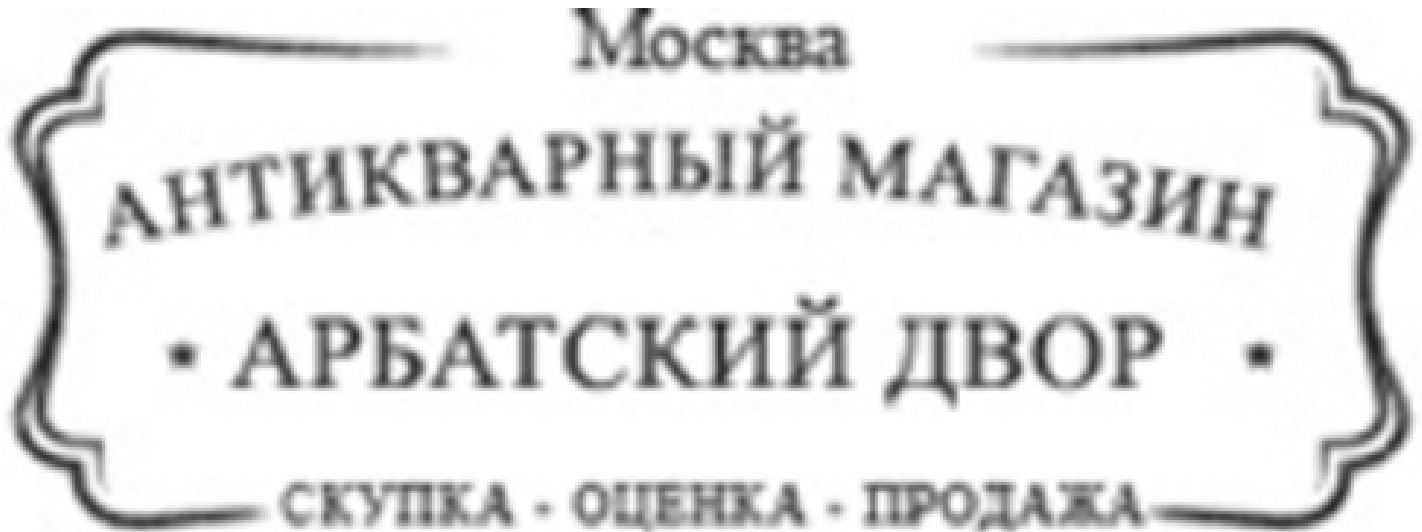 Москва
АНТИКВАРНЫЙ МАГАЗИН
АРБАТСКИЙ ДВОР
СКУПКА - ОЦЕНКА - ПРОДАЖА